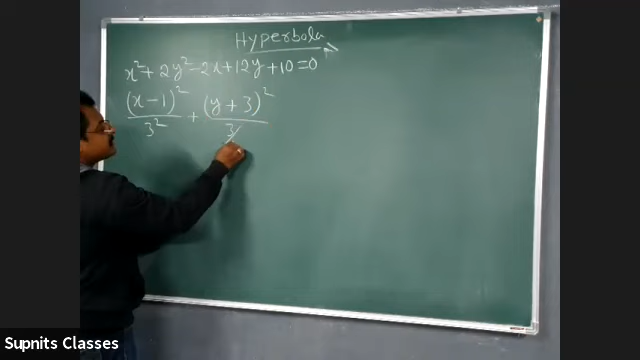 Hyperbola
x² + 2y² - 2x + 12y + 10 = 0
(x - 1)² / 3² + (y + 3)² / 3
Supnits Classes